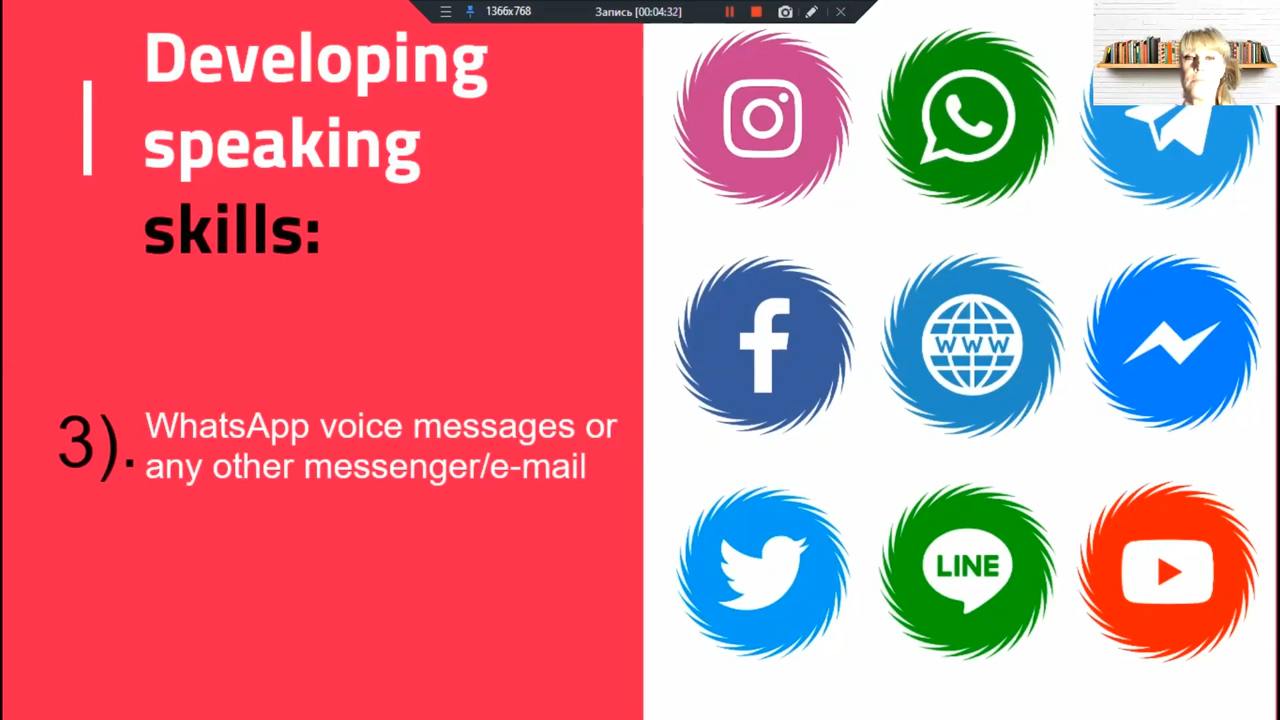 1366x768
Запись [00:04:32]
Developing
speaking
skills:
3).
WhatsApp voice messages or
any other messenger/e-mail
WWW
LINE